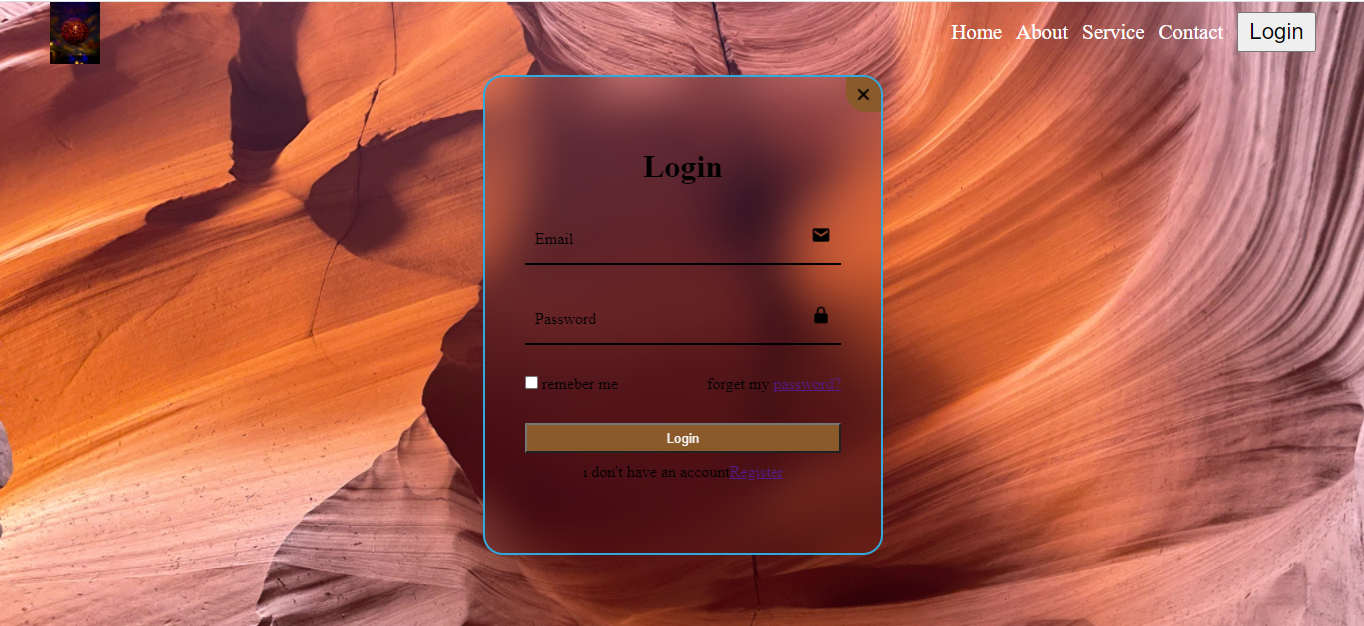 Home About Service Contact Login
Login
Email
Password
remeber me forget my password?
Login
i don't have an accountRegister